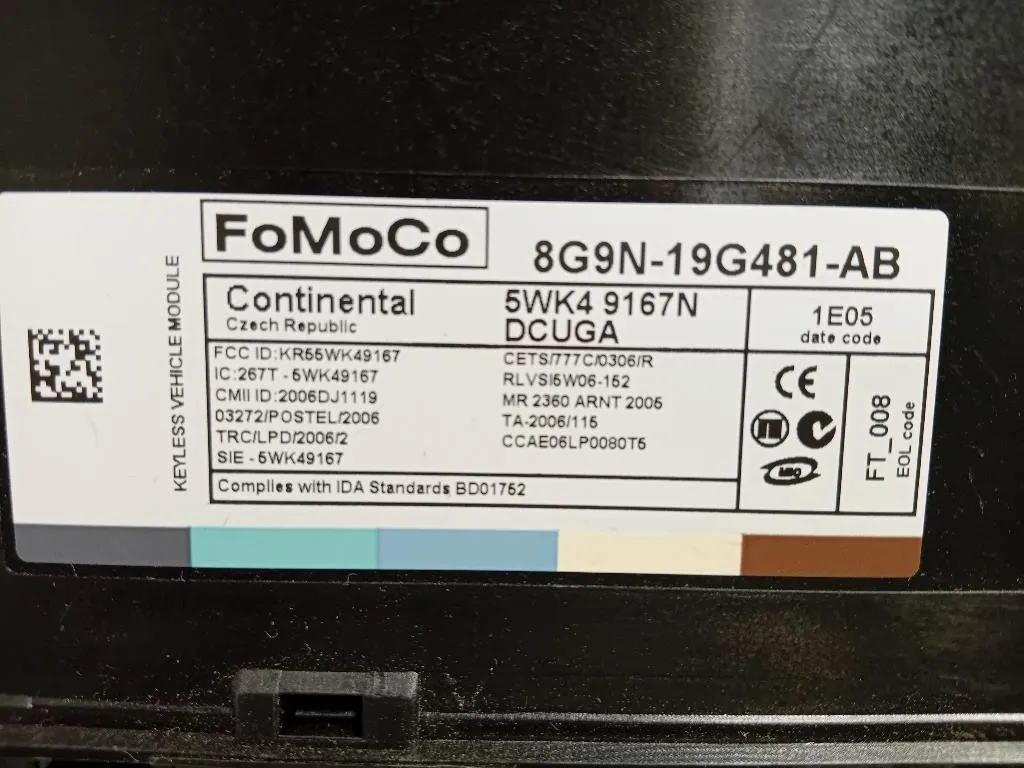 FoMoCo
8G9N-19G481-AB
KEYLESS VEHICLE MODULE
Continental
Czech Republic
5WK4 9167N
DCUGA
1E05
date code
FCC ID:KR55WK49167
IC:267T - 5WK49167
CMII ID:2006DJ1119
03272/POSTEL/2006
TRC/LPD/2006/2
SIE - 5WK49167
CETS/777C/0306/R
RLVSI5W06-152
MR 2360 ARNT 2005
TA-2006/115
CCAE06LP0080T5
CE
FT_008
EOL code
Complies with IDA Standards BD01752